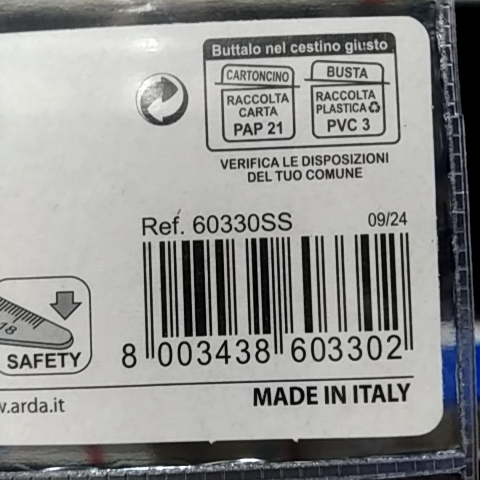 Buttalo nel cestino giusto
CARTONCINO
RACCOLTA
CARTA
PAP 21
BUSTA
RACCOLTA
PLASTICA
PVC 3
VERIFICA LE DISPOSIZIONI
DEL TUO COMUNE
Ref. 60330SS
09/24
18
SAFETY
8 003438 603302
w.arda.it
MADE IN ITALY